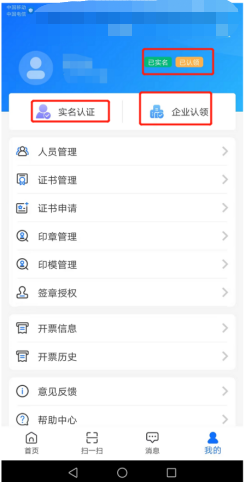 中国移动
中国电信
已实名 已认领
实名认证 企业认领
人员管理
证书管理
证书申请
印章管理
印模管理
签章授权
开票信息
开票历史
意见反馈
帮助中心
首页 扫一扫 消息 我的